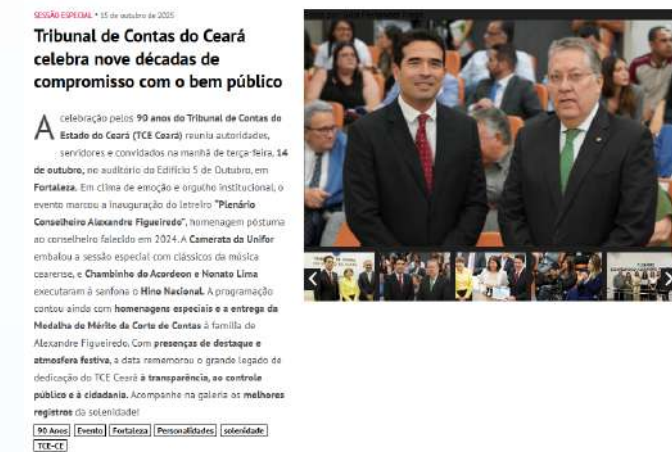 SESSÃO ESPECIAL • 15 de outubro de 2025
Tribunal de Contas do Ceará
celebra nove décadas de
compromisso com o bem público
A celebração pelos 90 anos do Tribunal de Contas do
Estado do Ceará (TCE Ceará) reuniu autoridades,
servidores e convidados na manhã de terça-feira, 14
de outubro, no auditório do Edifício 5 de Outubro, em
Fortaleza. Em clima de emoção e orgulho institucional, o
evento marcou a inauguração do letreiro "Plenário
Conselheiro Alexandre Figueiredo", homenagem póstuma
ao conselheiro falecido em 2024. A Camerata da Unifor
embalou a sessão especial com clássicos da música
cearense, e Chambinho do Acordeon e Nonato Lima
executaram à sanfona o Hino Nacional. A programação
contou ainda com homenagens especiais e a entrega da
Medalha do Mérito da Corte de Contas à família de
Alexandre Figueiredo. Com presenças de destaque e
atmosfera festiva, a data rememorou o grande legado de
dedicação do TCE Ceará à transparência, ao controle
público e à cidadania. Acompanhe na galeria os melhores
registros da solenidade!
90 Anos Evento Fortaleza Personalidades solenidade
TCE-CE